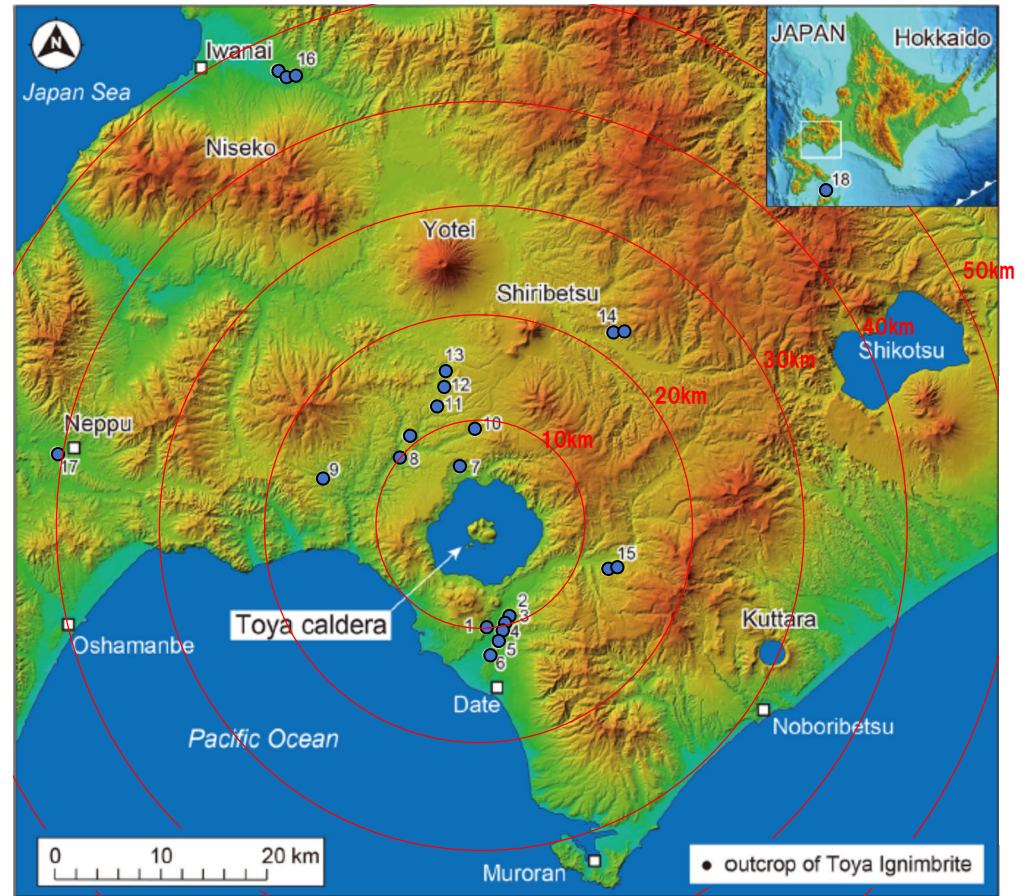 N
Iwanai
16
Japan Sea
JAPAN
Hokkaido
18
Niseko
Yotei
50km
Shiribetsu
14
40km
Shikotsu
30km
13
12
20km
11
Neppu
10
10km
17
8
7
9
15
2
3
1
4
5
6
Toya caldera
Kuttara
Oshamanbe
Date
Noboribetsu
Pacific Ocean
0 10 20 km
Muroran
outcrop of Toya Ignimbrite